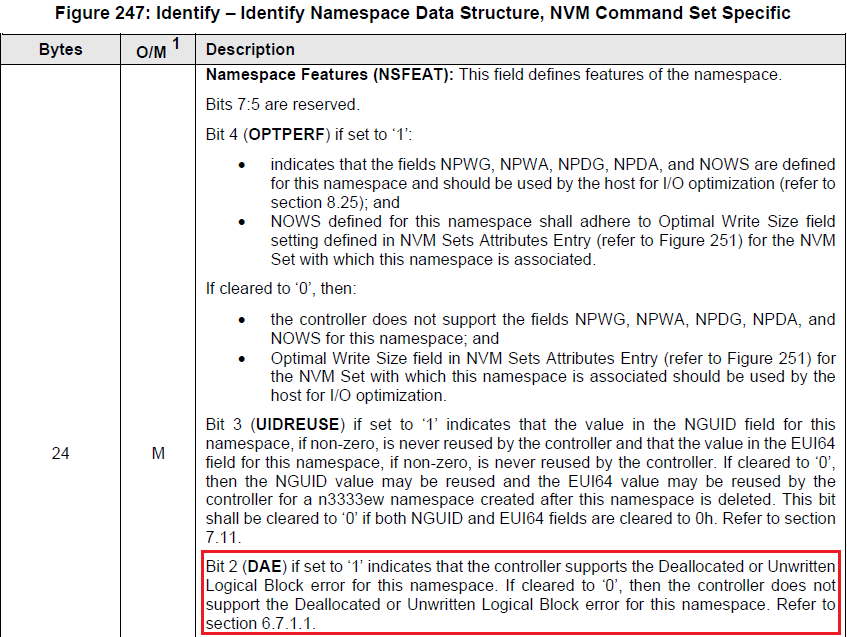 Figure 247: Identify – Identify Namespace Data Structure, NVM Command Set Specific
Bytes O/M 1 Description
Namespace Features (NSFEAT): This field defines features of the namespace.
Bits 7:5 are reserved.
Bit 4 (OPTPERF) if set to ‘1’:
• indicates that the fields NPWG, NPWA, NPDG, NPDA, and NOWS are defined
for this namespace and should be used by the host for I/O optimization (refer to
section 8.25); and
• NOWS defined for this namespace shall adhere to Optimal Write Size field
setting defined in NVM Sets Attributes Entry (refer to Figure 251) for the NVM
Set with which this namespace is associated.
If cleared to ‘0’, then:
• the controller does not support the fields NPWG, NPWA, NPDG, NPDA, and
NOWS for this namespace; and
• Optimal Write Size field in NVM Sets Attributes Entry (refer to Figure 251) for
the NVM Set with which this namespace is associated should be used by the
host for I/O optimization.
Bit 3 (UIDREUSE) if set to ‘1’ indicates that the value in the NGUID field for this
namespace, if non-zero, is never reused by the controller and that the value in the EUI64
24 M field for this namespace, if non-zero, is never reused by the controller. If cleared to ‘0’,
then the NGUID value may be reused and the EUI64 value may be reused by the
controller for a n3333ew namespace created after this namespace is deleted. This bit
shall be cleared to ‘0’ if both NGUID and EUI64 fields are cleared to 0h. Refer to section
7.11.
Bit 2 (DAE) if set to ‘1’ indicates that the controller supports the Deallocated or Unwritten
Logical Block error for this namespace. If cleared to ‘0’, then the controller does not
support the Deallocated or Unwritten Logical Block error for this namespace. Refer to
section 6.7.1.1.